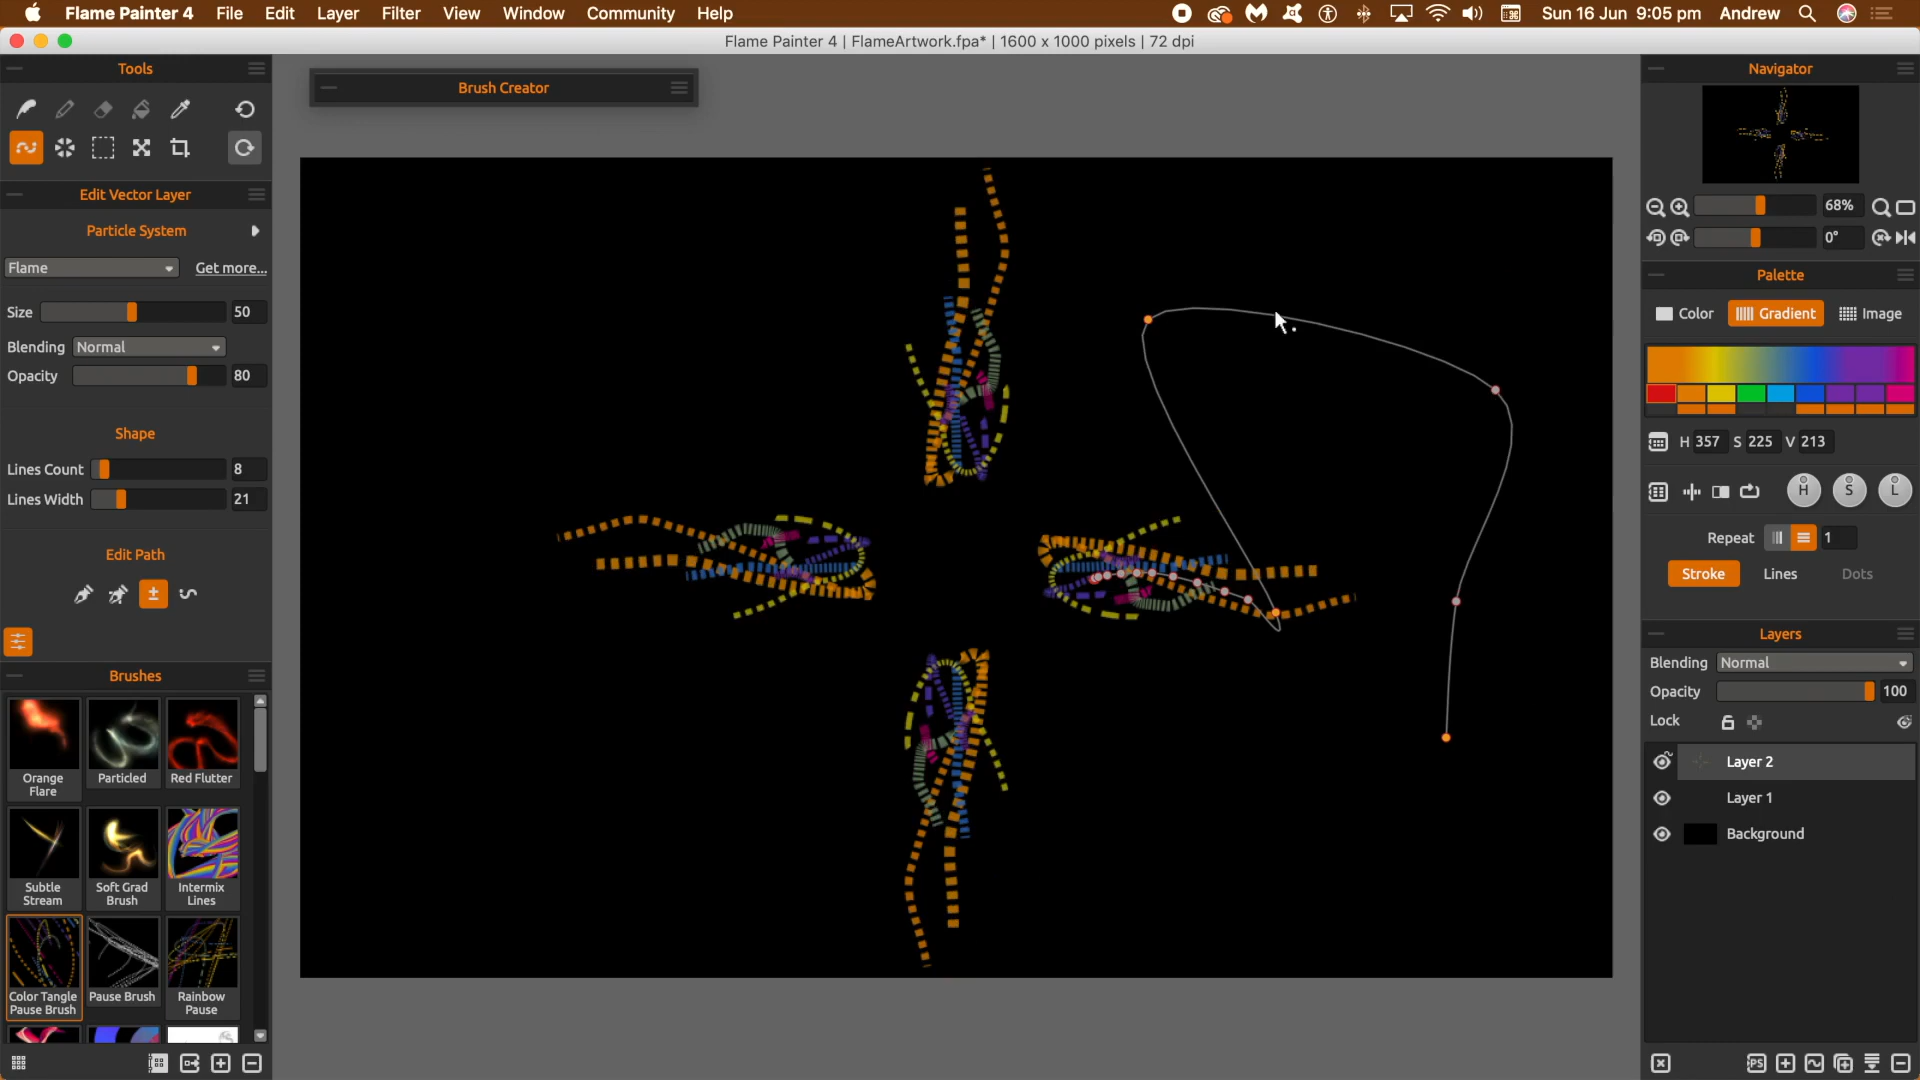 Flame Painter 4 File Edit Layer Filter View Window Community Help Sun 16 Jun 9:05 pm Andrew
Flame Painter 4 | FlameArtwork.fpa* | 1600 x 1000 pixels | 72 dpi
Tools
Edit Vector Layer
Particle System
Flame Get more...
Size 50
Blending Normal
Opacity 80
Shape
Lines Count 8
Lines Width 21
Edit Path
Brushes
Orange Flare
Particled
Red Flutter
Subtle Stream
Soft Grad Brush
Intermix Lines
Color Tangle Pause Brush
Pause Brush
Rainbow Pause
Brush Creator
Navigator
68%
0°
Palette
Color Gradient Image
H 357 S 225 V 213
H S L
Repeat 1
Stroke Lines Dots
Layers
Blending Normal
Opacity 100
Lock
Layer 2
Layer 1
Background
PS